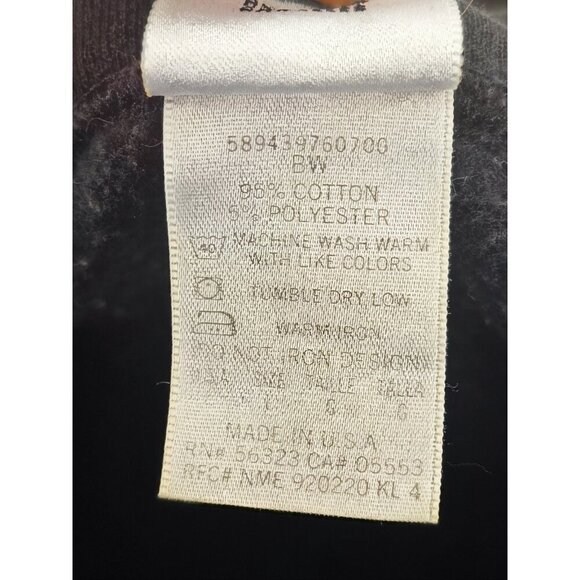 589439760700
BW
95% COTTON
5% POLYESTER
MACHINE WASH WARM
WITH LIKE COLORS
TUMBLE DRY LOW
WARM IRON
DO NOT IRON DESIGN
USA SIZE TAILLE TALLA
L G G
MADE IN U.S.A
RN# 56323 CA# 05553
RFC# NME 920220 KL 4